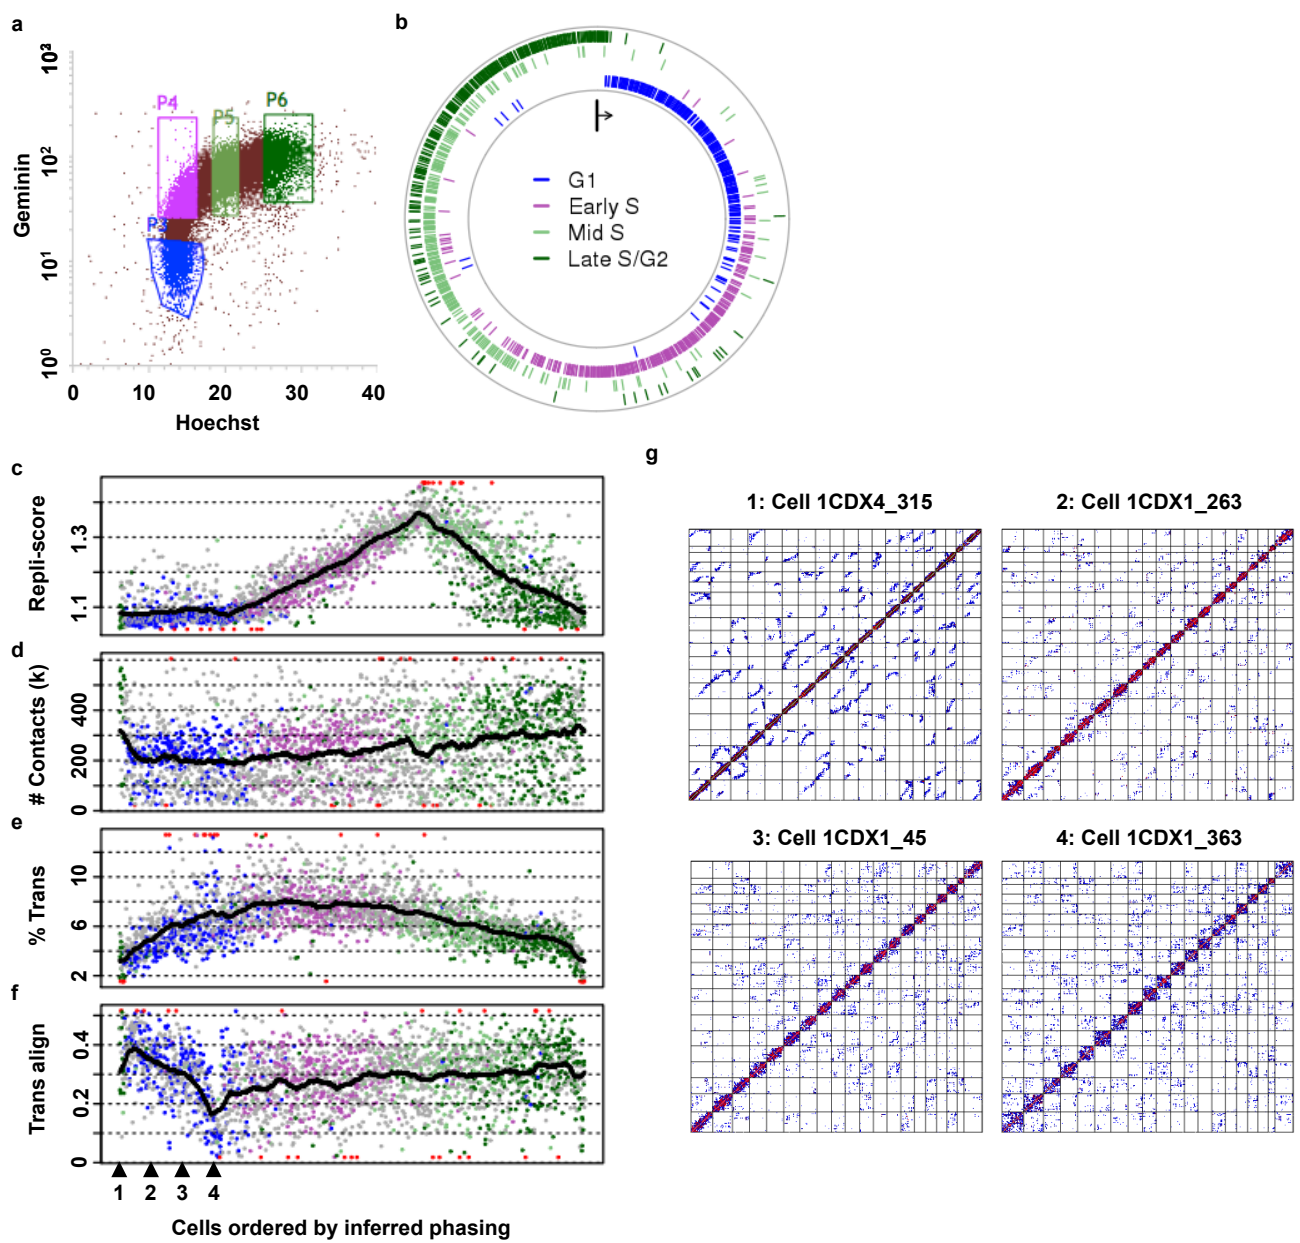 a
Geminin
10³
10²
10¹
10⁰
P4
P5
P6
P3
0
10
20
30
40
Hoechst
b
G1
Early S
Mid S
Late S/G2
c
Repli-score
1.3
1.1
d
# Contacts (k)
400
200
0
e
% Trans
10
6
2
f
Trans align
0.4
0.2
0
1 2 3 4
Cells ordered by inferred phasing
g
1: Cell 1CDX4_315
2: Cell 1CDX1_263
3: Cell 1CDX1_45
4: Cell 1CDX1_363